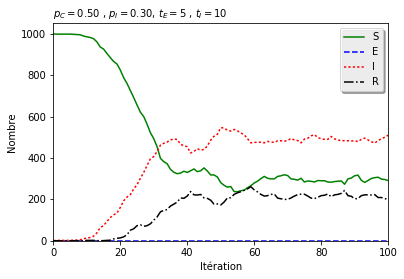 p_C = 0.50 , p_I = 0.30, t_E = 5 , t_I = 10
1000
800
600
400
200
0
Nombre
S
E
I
R
0 20 40 60 80 100
Itération